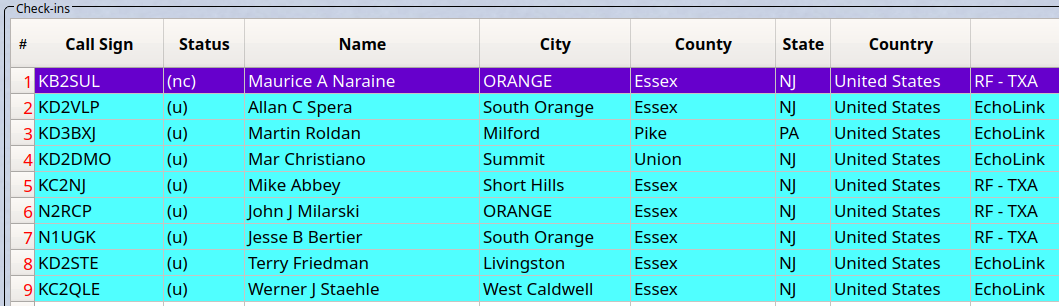 Check-ins
# Call Sign Status Name City County State Country
1 KB2SUL (nc) Maurice A Naraine ORANGE Essex NJ United States RF - TXA
2 KD2VLP (u) Allan C Spera South Orange Essex NJ United States EchoLink
3 KD3BXJ (u) Martin Roldan Milford Pike PA United States EchoLink
4 KD2DMO (u) Mar Christiano Summit Union NJ United States EchoLink
5 KC2NJ (u) Mike Abbey Short Hills Essex NJ United States RF - TXA
6 N2RCP (u) John J Milarski ORANGE Essex NJ United States RF - TXA
7 N1UGK (u) Jesse B Bertier South Orange Essex NJ United States RF - TXA
8 KD2STE (u) Terry Friedman Livingston Essex NJ United States EchoLink
9 KC2QLE (u) Werner J Staehle West Caldwell Essex NJ United States EchoLink